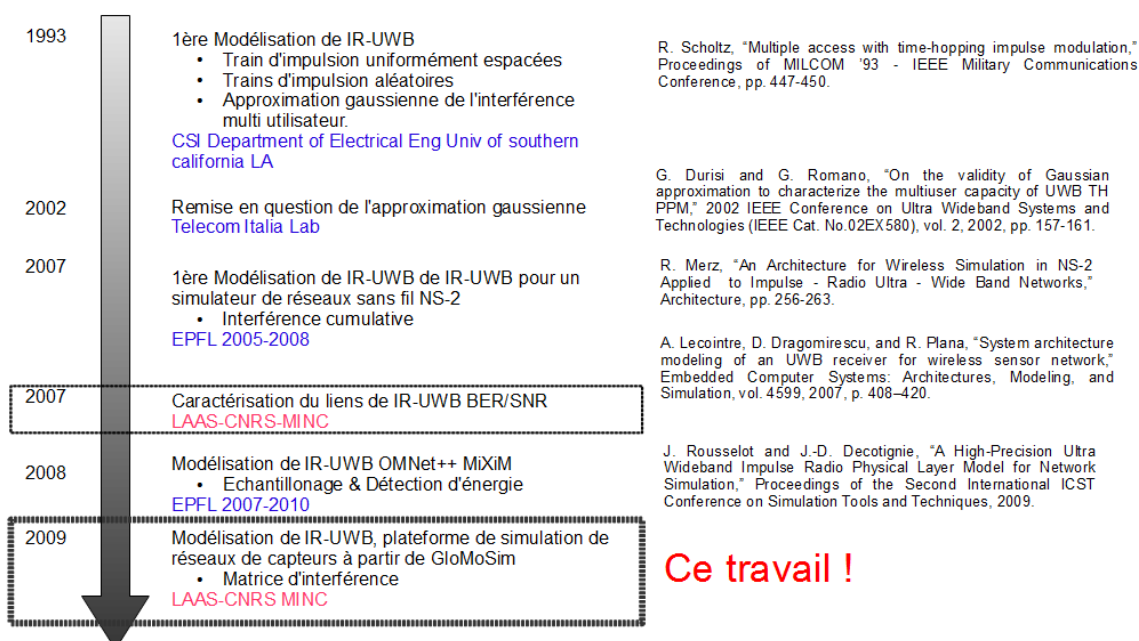 1993
1ère Modélisation de IR-UWB
• Train d'impulsion uniformément espacées
• Trains d'impulsion aléatoires
• Approximation gaussienne de l'interférence
multi utilisateur.
CSI Department of Electrical Eng Univ of southern
california LA
R. Scholtz, “Multiple access with time-hopping impulse modulation,”
Proceedings of MILCOM '93 - IEEE Military Communications
Conference, pp. 447-450.
2002
Remise en question de l'approximation gaussienne
Telecom Italia Lab
G. Durisi and G. Romano, “On the validity of Gaussian
approximation to characterize the multiuser capacity of UWB TH
PPM,” 2002 IEEE Conference on Ultra Wideband Systems and
Technologies (IEEE Cat. No.02EX580), vol. 2, 2002, pp. 157-161.
2007
1ère Modélisation de IR-UWB de IR-UWB pour un
simulateur de réseaux sans fil NS-2
• Interférence cumulative
EPFL 2005-2008
R. Merz, “An Architecture for Wireless Simulation in NS-2
Applied to Impulse - Radio Ultra - Wide Band Networks,”
Architecture, pp. 256-263.
2007
Caractérisation du liens de IR-UWB BER/SNR
LAAS-CNRS-MINC
A. Lecointre, D. Dragomirescu, and R. Plana, “System architecture
modeling of an UWB receiver for wireless sensor network,”
Embedded Computer Systems: Architectures, Modeling, and
Simulation, vol. 4599, 2007, p. 408–420.
2008
Modélisation de IR-UWB OMNet++ MiXiM
• Echantillonage & Détection d'énergie
EPFL 2007-2010
J. Rousselot and J.-D. Decotignie, “A High-Precision Ultra
Wideband Impulse Radio Physical Layer Model for Network
Simulation,” Proceedings of the Second International ICST
Conference on Simulation Tools and Techniques, 2009.
2009
Modélisation de IR-UWB, plateforme de simulation de
réseaux de capteurs à partir de GloMoSim
• Matrice d'interférence
LAAS-CNRS MINC
Ce travail !